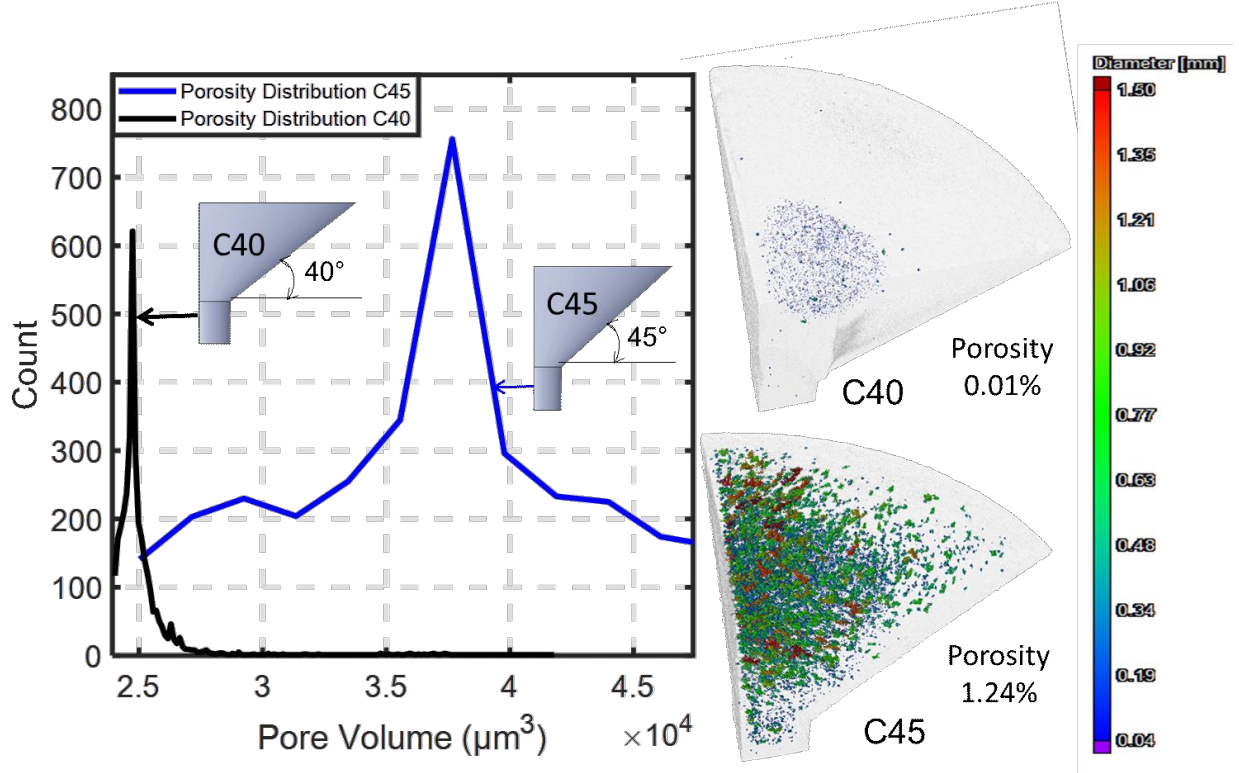 Porosity Distribution C45
Porosity Distribution C40
800
700
600
500
400
300
200
100
0
Count
2.5
3
3.5
4
4.5
Pore Volume (µm³)
×10⁴
C40
40°
C45
45°
Porosity
0.01%
C40
Porosity
1.24%
C45
Diameter [mm]
1.50
1.35
1.21
1.06
0.92
0.77
0.63
0.48
0.34
0.19
0.04